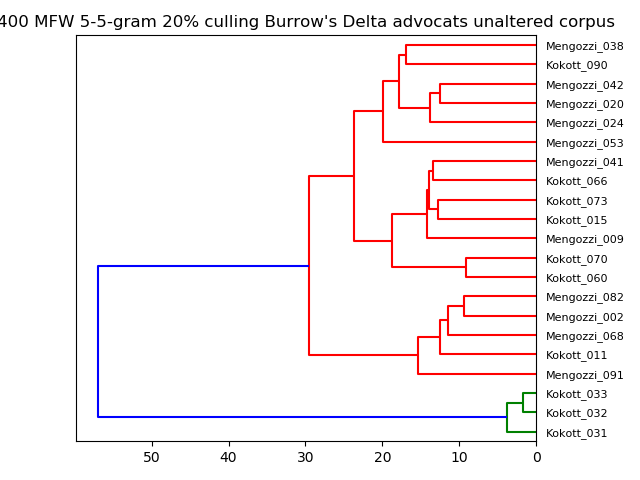 400 MFW 5-5-gram 20% culling Burrow's Delta advocats unaltered corpus
Mengozzi_038
Kokott_090
Mengozzi_042
Mengozzi_020
Mengozzi_024
Mengozzi_053
Mengozzi_041
Kokott_066
Kokott_073
Kokott_015
Mengozzi_009
Kokott_070
Kokott_060
Mengozzi_082
Mengozzi_002
Mengozzi_068
Kokott_011
Mengozzi_091
Kokott_033
Kokott_032
Kokott_031
50 40 30 20 10 0